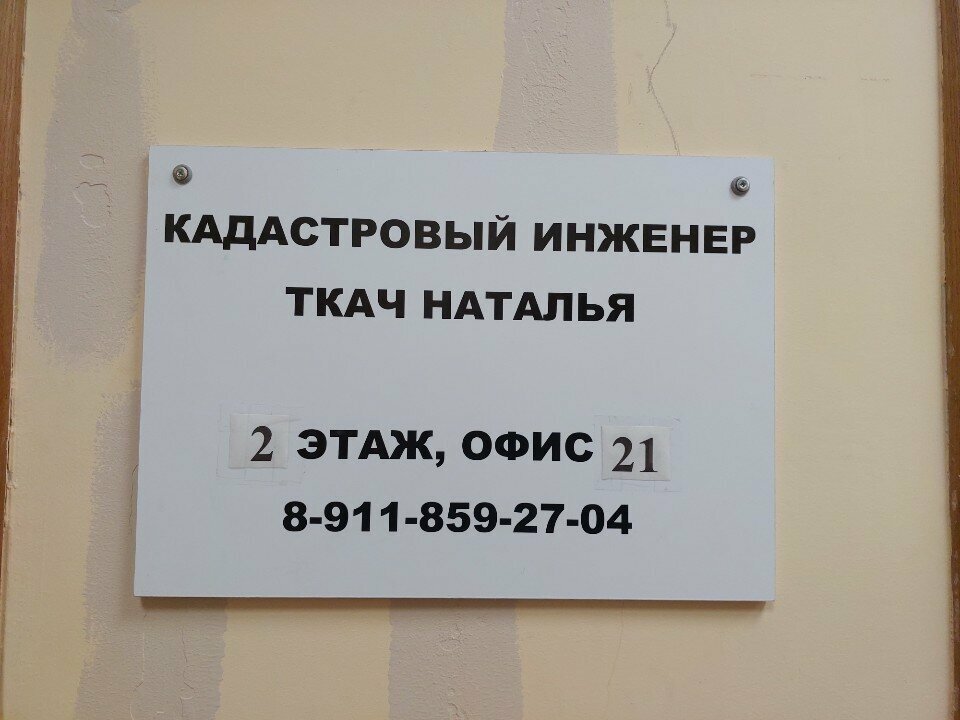 КАДАСТРОВЫЙ ИНЖЕНЕР
ТКАЧ НАТАЛЬЯ
2 ЭТАЖ, ОФИС 21
8-911-859-27-04